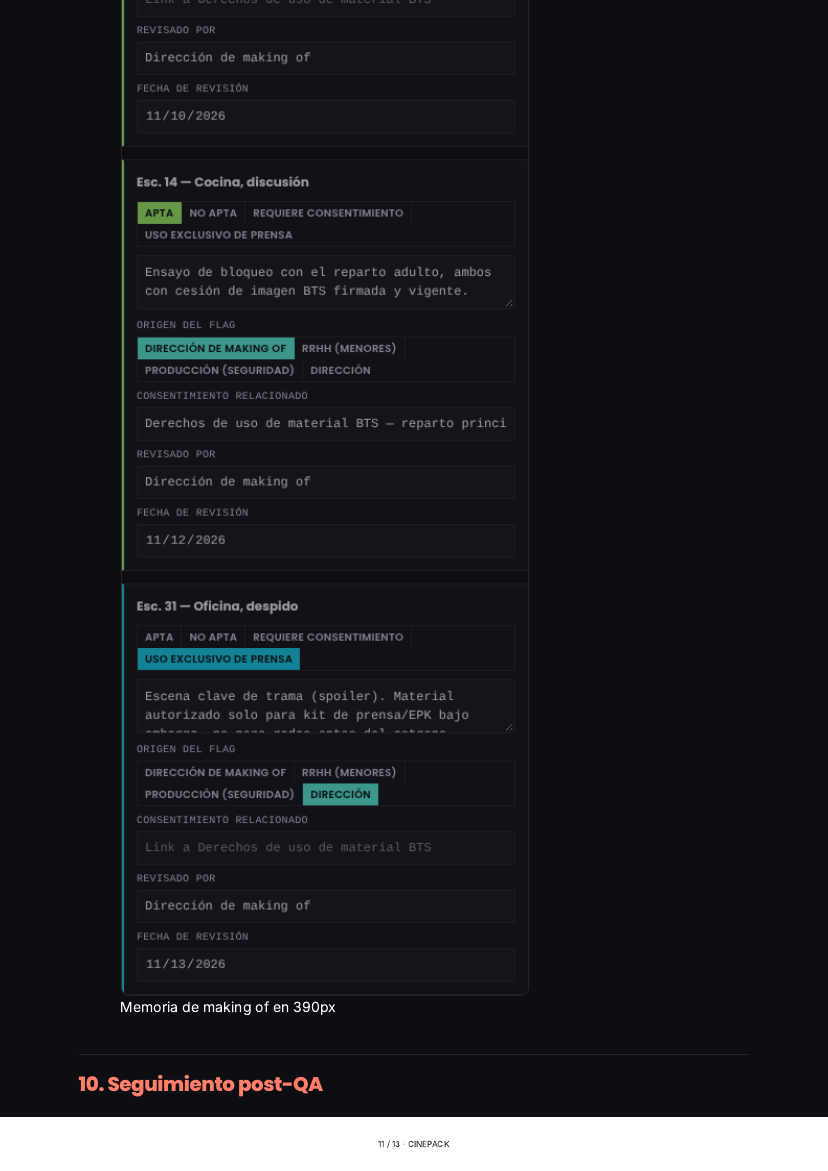 Link a Derechos de uso de material BTS
REVISADO POR
Dirección de making of
FECHA DE REVISIÓN
11/10/2026
Esc. 14 — Cocina, discusión
APTA NO APTA REQUIERE CONSENTIMIENTO
USO EXCLUSIVO DE PRENSA
Ensayo de bloqueo con el reparto adulto, ambos
con cesión de imagen BTS firmada y vigente.
ORIGEN DEL FLAG
DIRECCIÓN DE MAKING OF RRHH (MENORES)
PRODUCCIÓN (SEGURIDAD) DIRECCIÓN
CONSENTIMIENTO RELACIONADO
Derechos de uso de material BTS — reparto princi
REVISADO POR
Dirección de making of
FECHA DE REVISIÓN
11/12/2026
Esc. 31 — Oficina, despido
APTA NO APTA REQUIERE CONSENTIMIENTO
USO EXCLUSIVO DE PRENSA
Escena clave de trama (spoiler). Material
autorizado solo para kit de prensa/EPK bajo
ORIGEN DEL FLAG
DIRECCIÓN DE MAKING OF RRHH (MENORES)
PRODUCCIÓN (SEGURIDAD) DIRECCIÓN
CONSENTIMIENTO RELACIONADO
Link a Derechos de uso de material BTS
REVISADO POR
Dirección de making of
FECHA DE REVISIÓN
11/13/2026
Memoria de making of en 390px
10. Seguimiento post-QA
11 / 13 · CINEPACK